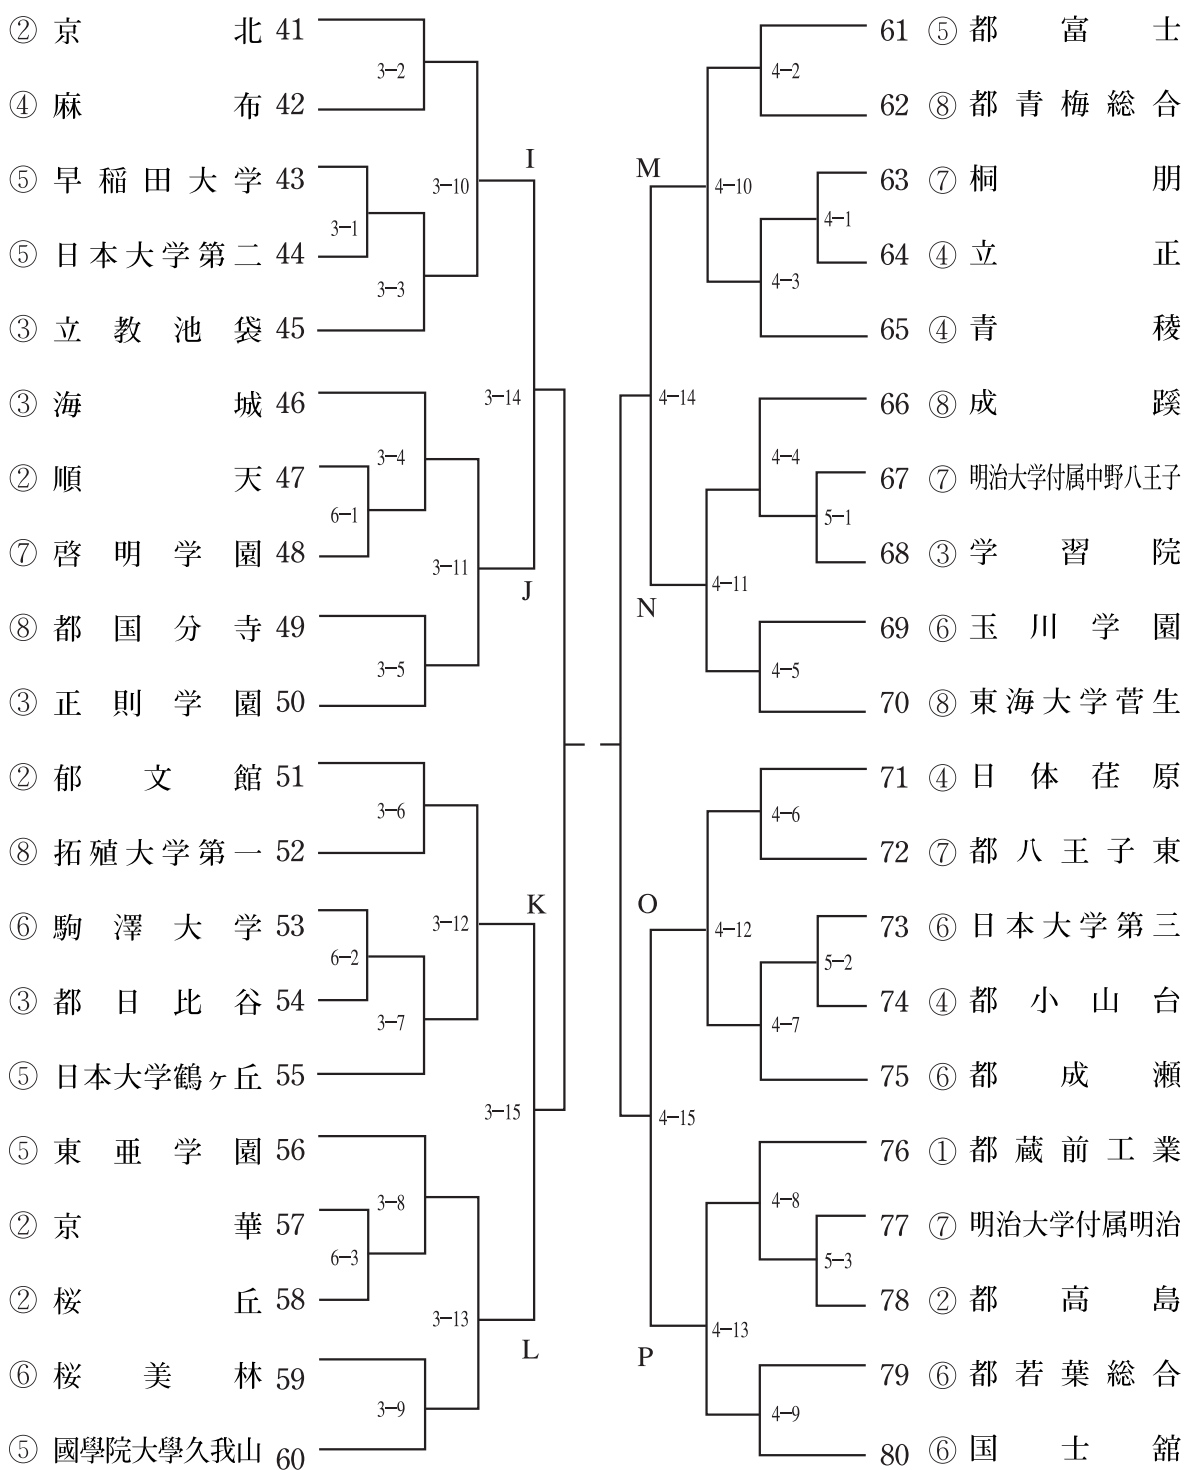 ② 京北 41
3-2
④ 麻布 42
⑤ 早稲田大学 43
3-1
⑤ 日本大学第二 44
3-3
③ 立教池袋 45
3-10
I
③ 海城 46
3-4
② 順天 47
6-1
⑦ 啓明学園 48
3-11
J
⑧ 都国分寺 49
3-5
③ 正則学園 50
3-14
② 郁文館 51
3-6
⑧ 拓殖大学第一 52
⑥ 駒澤大学 53
6-2
③ 都日比谷 54
3-7
⑤ 日本大学鶴ヶ丘 55
3-12
K
⑤ 東亜学園 56
3-8
② 京華 57
6-3
② 桜丘 58
3-13
L
⑥ 桜美林 59
3-9
⑤ 國學院大學久我山 60
3-15
61 ⑤ 都富士
4-2
62 ⑧ 都青梅総合
M
4-10
63 ⑦ 桐朋
4-1
64 ④ 立正
4-3
65 ④ 青稜
4-14
66 ⑧ 成蹊
4-4
67 ⑦ 明治大学付属中野八王子
5-1
68 ③ 学習院
4-11
N
69 ⑥ 玉川学園
4-5
70 ⑧ 東海大学菅生
71 ④ 日体荏原
4-6
72 ⑦ 都八王子東
O
4-12
73 ⑥ 日本大学第三
5-2
74 ④ 都小山台
4-7
75 ⑥ 都成瀬
4-15
76 ① 都蔵前工業
4-8
77 ⑦ 明治大学付属明治
5-3
78 ② 都高島
4-13
P
79 ⑥ 都若葉総合
4-9
80 ⑥ 国士舘